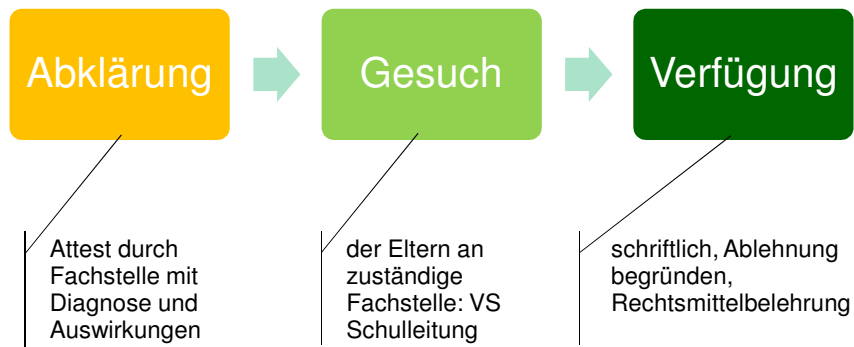 Abklärung
Gesuch
Verfügung
Attest durch
Fachstelle mit
Diagnose und
Auswirkungen
der Eltern an
zuständige
Fachstelle: VS
Schulleitung
schriftlich, Ablehnung
begründen,
Rechtsmittelbelehrung